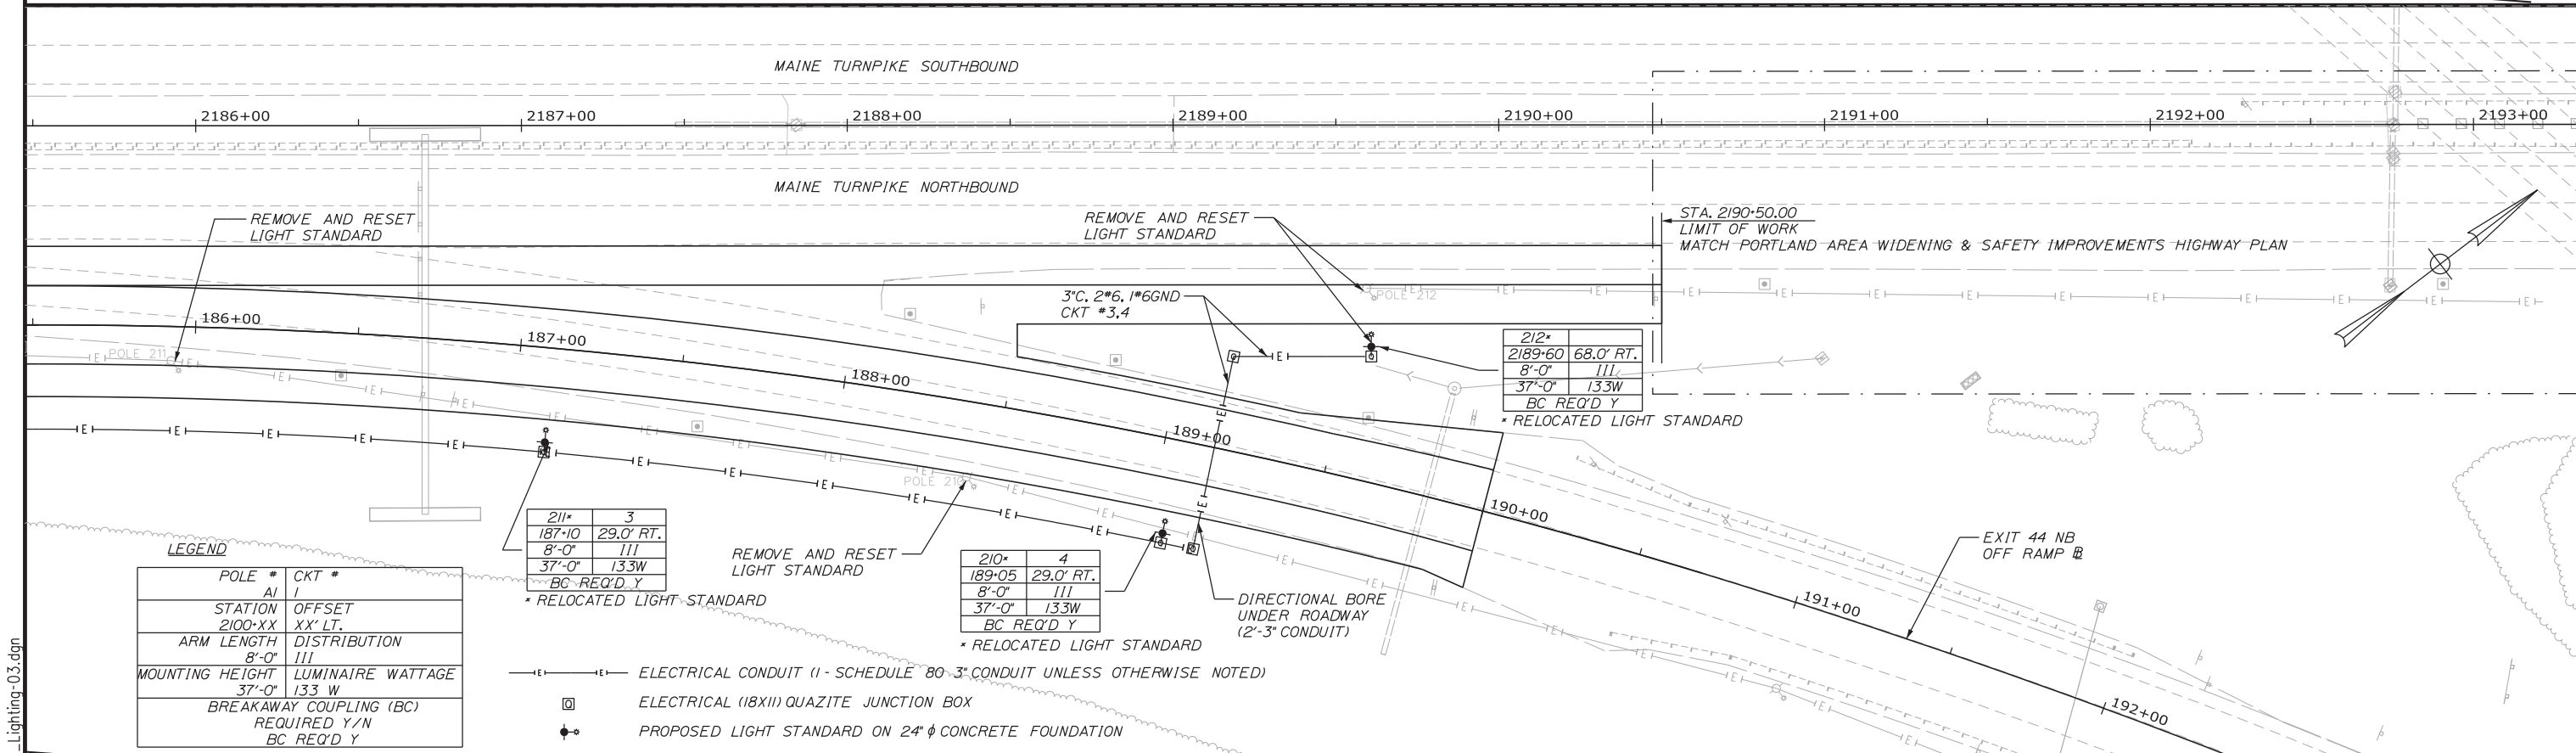 MAINE TURNPIKE SOUTHBOUND
2186+00 2187+00 2188+00 2189+00 2190+00 2191+00 2192+00 2193+00
MAINE TURNPIKE NORTHBOUND
REMOVE AND RESET
LIGHT STANDARD
REMOVE AND RESET
LIGHT STANDARD
STA. 2190+50.00
LIMIT OF WORK
MATCH PORTLAND AREA WIDENING & SAFETY IMPROVEMENTS HIGHWAY PLAN
3"C, 2#6, 1#6GND
CKT #3,4
POLE 212
186+00
187+00
188+00
189+00
190+00
191+00
192+00
POLE 211
POLE 210
212*
2189+60 68.0' RT.
8'-0" III
37'-0" 133W
BC REQ'D Y
* RELOCATED LIGHT STANDARD
211* 3
187+10 29.0' RT.
8'-0" III
37'-0" 133W
BC REQ'D Y
* RELOCATED LIGHT STANDARD
REMOVE AND RESET
LIGHT STANDARD
210* 4
189+05 29.0' RT.
8'-0" III
37'-0" 133W
BC REQ'D Y
* RELOCATED LIGHT STANDARD
DIRECTIONAL BORE
UNDER ROADWAY
(2'-3" CONDUIT)
EXIT 44 NB
OFF RAMP ℄
LEGEND
POLE # CKT #
A1 1
STATION OFFSET
2100+XX XX' LT.
ARM LENGTH DISTRIBUTION
8'-0" III
MOUNTING HEIGHT LUMINAIRE WATTAGE
37'-0" 133 W
BREAKAWAY COUPLING (BC)
REQUIRED Y/N
BC REQ'D Y
E E ELECTRICAL CONDUIT (1 - SCHEDULE 80 3" CONDUIT UNLESS OTHERWISE NOTED)
ELECTRICAL (18X11) QUAZITE JUNCTION BOX
PROPOSED LIGHT STANDARD ON 24" ϕ CONCRETE FOUNDATION
_Lighting-03.dgn